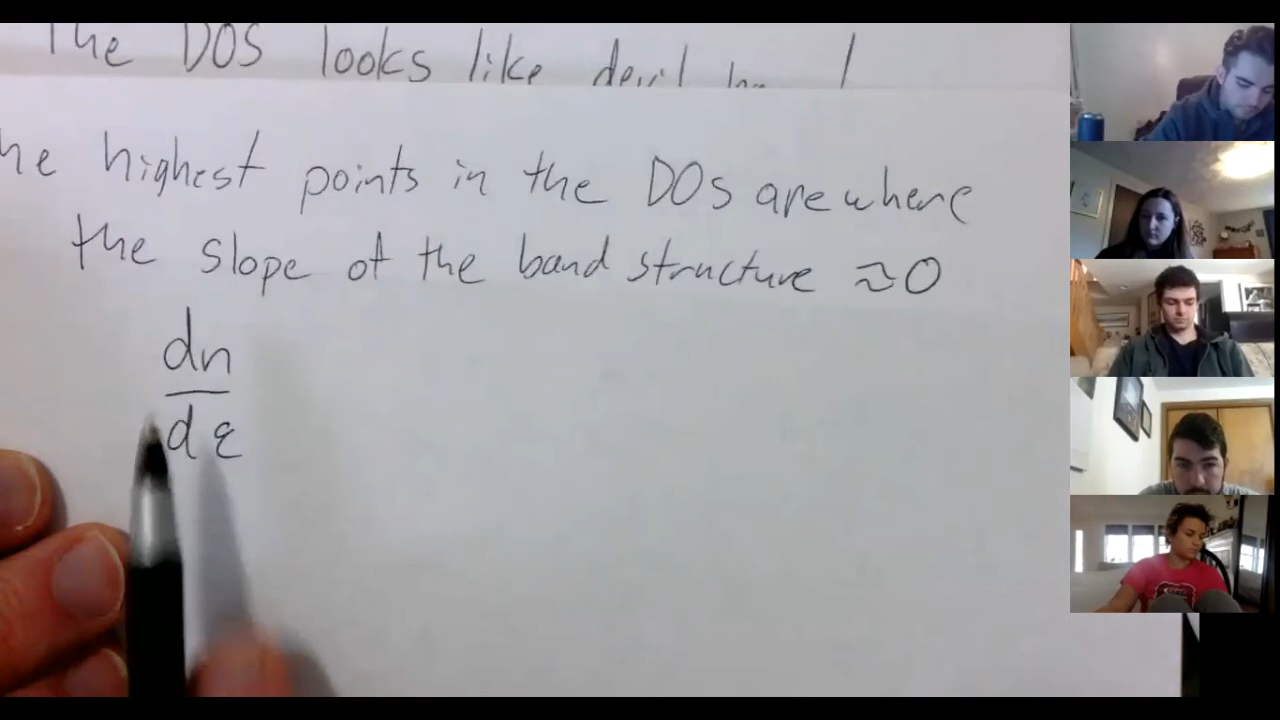 The DOS looks like devil
he highest points in the DOS are where
the slope of the band structure ≈0
dn
dε